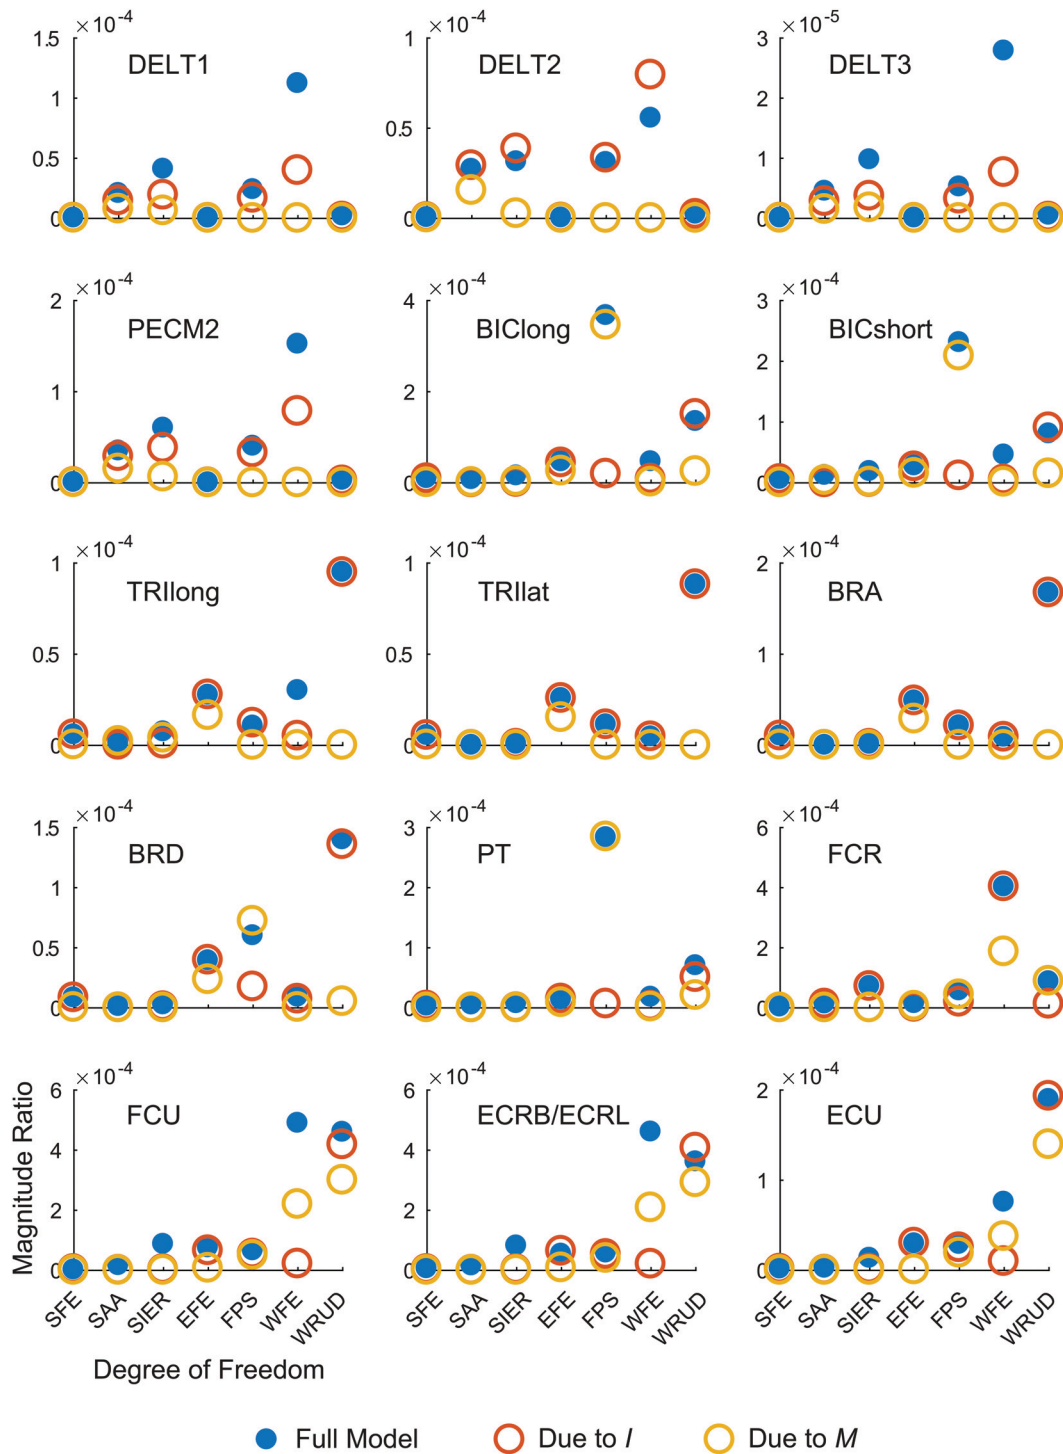 ×10⁻⁴ ×10⁻⁴ ×10⁻⁵
1.5 1 3
DELT1 DELT2 DELT3
1 2
0.5
0.5 1
0 0 0
×10⁻⁴ ×10⁻⁴ ×10⁻⁴
2 4 3
PECM2 BIClong BICshort
2
1 2
1
0 0 0
×10⁻⁴ ×10⁻⁴ ×10⁻⁴
1 1 2
TRIlong TRIlat BRA
0.5 0.5 1
0 0 0
×10⁻⁴ ×10⁻⁴ ×10⁻⁴
1.5 3 6
BRD PT FCR
1 2 4
0.5 1 2
0 0 0
×10⁻⁴ ×10⁻⁴ ×10⁻⁴
6 6 2
FCU ECRB/ECRL ECU
4 4
1
2 2
0 0 0
Magnitude Ratio
SFE SAA SIER EFE FPS WFE WRUD SFE SAA SIER EFE FPS WFE WRUD SFE SAA SIER EFE FPS WFE WRUD
Degree of Freedom
Full Model Due to I Due to M